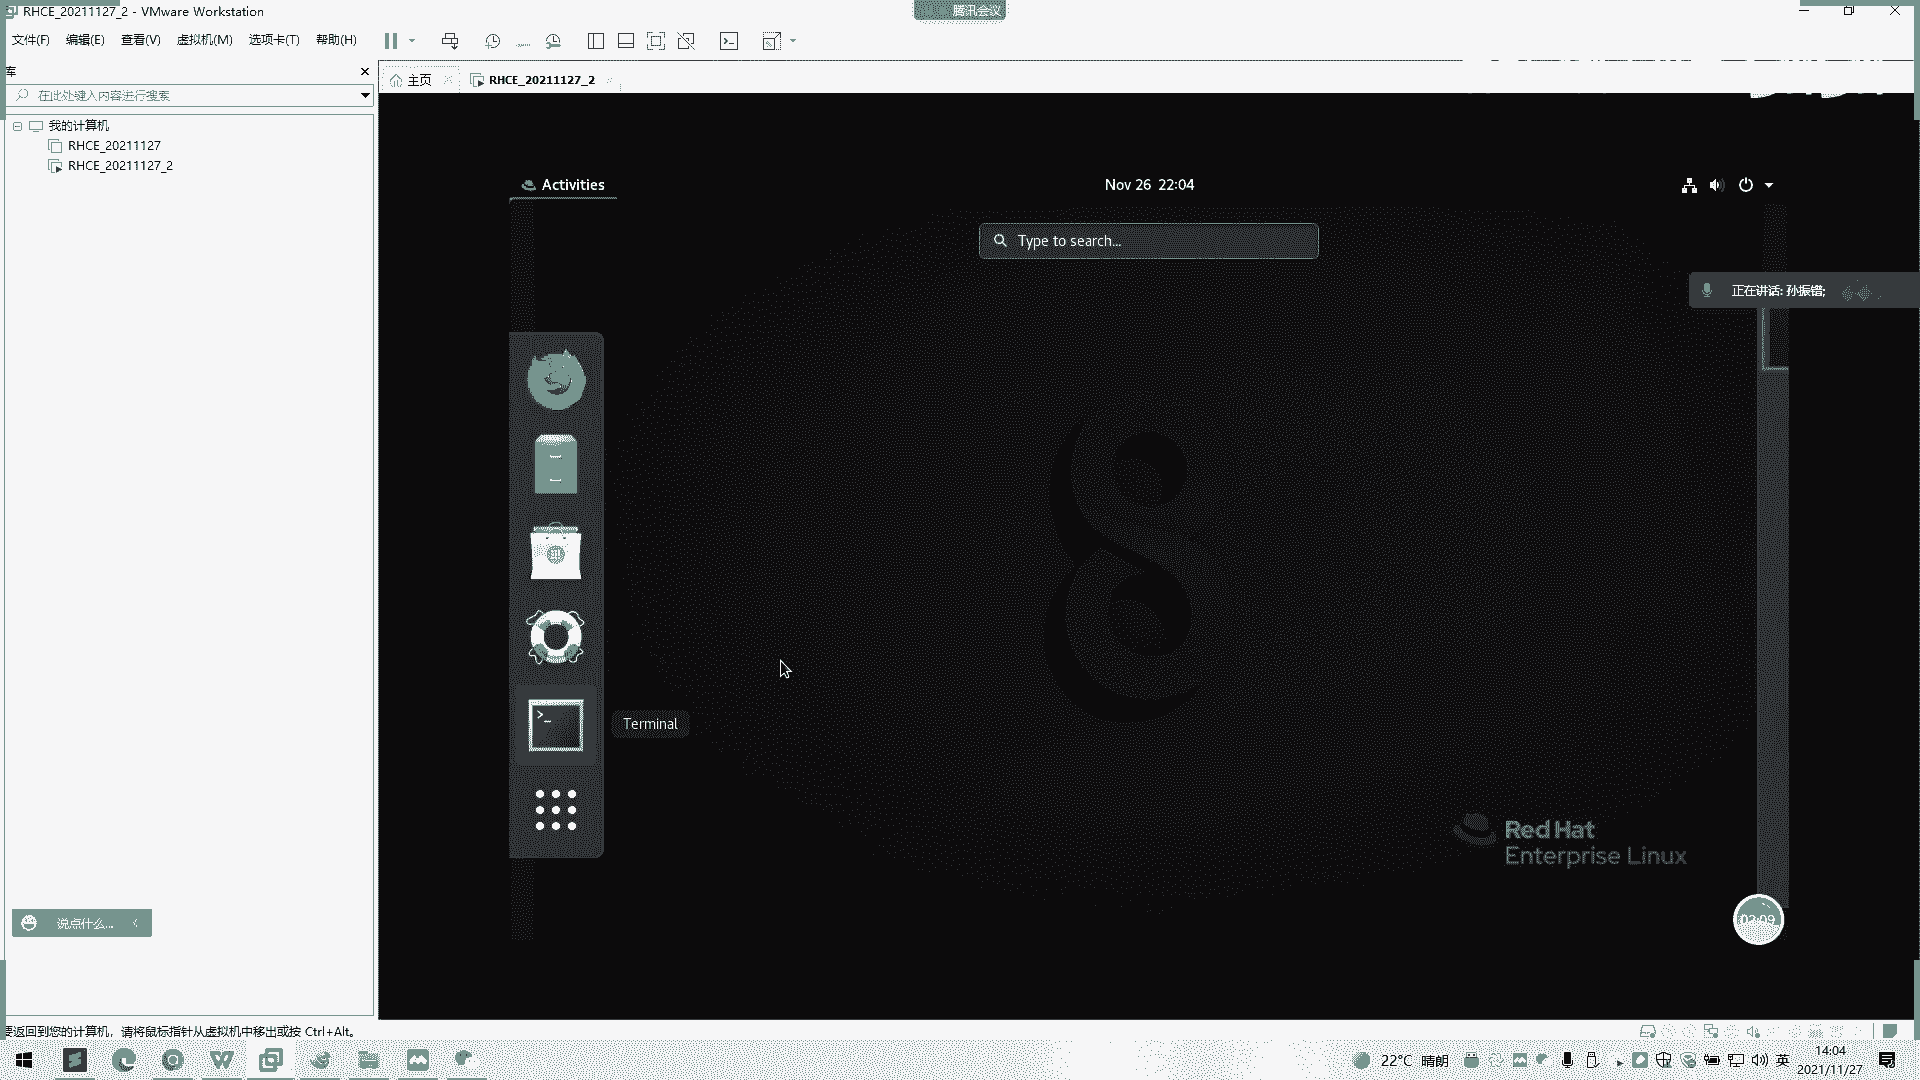 RHCE_20211127_2 - VMware Workstation
腾讯会议
文件(F) 编辑(E) 查看(V) 虚拟机(M) 选项卡(T) 帮助(H)
库
主页
RHCE_20211127_2
在此处键入内容进行搜索
我的计算机
RHCE_20211127
RHCE_20211127_2
Activities
Nov 26 22:04
Type to search...
正在讲话: 孙振锴;
Terminal
Red Hat
Enterprise Linux
02:09
说点什么...
要返回到您的计算机，请将鼠标指针从虚拟机中移出或按 Ctrl+Alt。
22°C 晴朗
英
14:04
2021/11/27